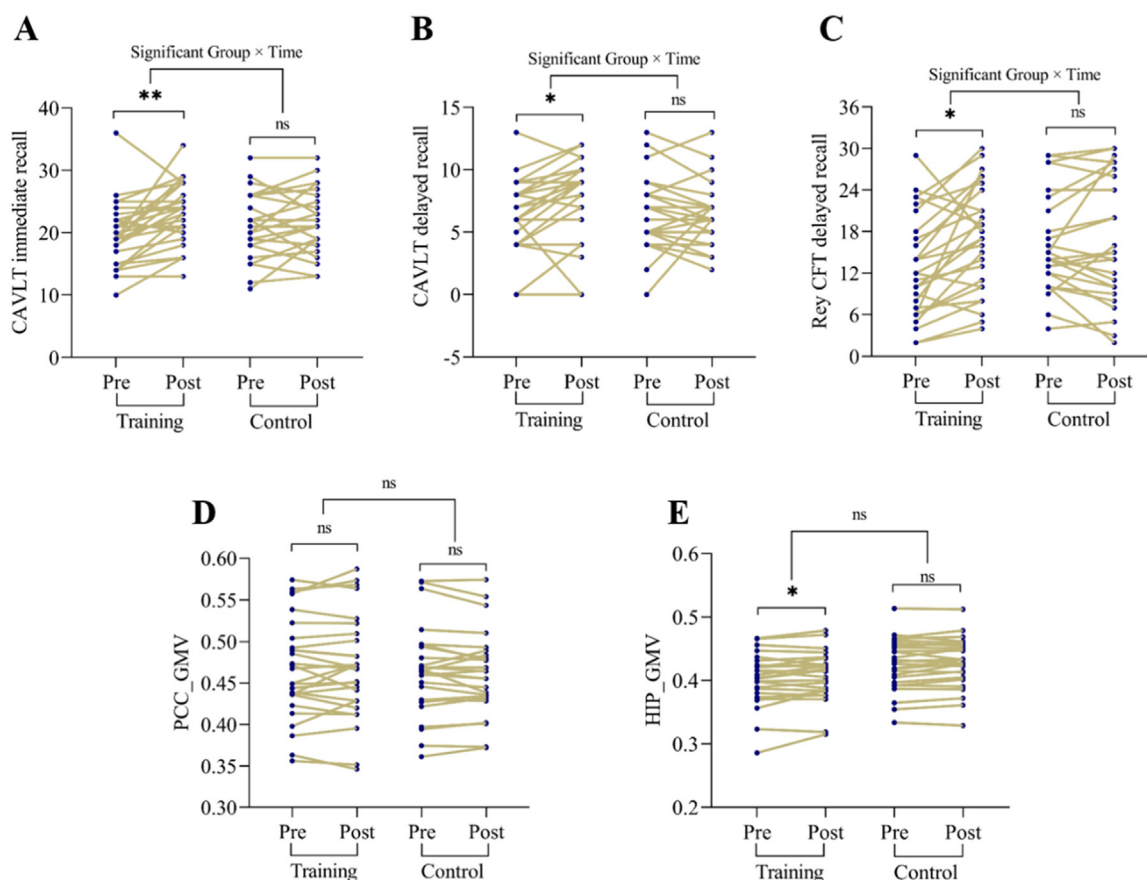 A
Significant Group × Time
**
ns
40
30
20
10
0
CAVLT immediate recall
Pre
Post
Pre
Post
Training
Control
B
Significant Group × Time
*
ns
15
10
5
0
-5
CAVLT delayed recall
Pre
Post
Pre
Post
Training
Control
C
Significant Group × Time
*
ns
36
30
24
18
12
6
0
Rey CFT delayed recall
Pre
Post
Pre
Post
Training
Control
D
ns
ns
ns
0.60
0.55
0.50
0.45
0.40
0.35
0.30
PCC_GMV
Pre
Post
Pre
Post
Training
Control
E
ns
*
ns
0.6
0.5
0.4
0.3
0.2
HIP_GMV
Pre
Post
Pre
Post
Training
Control